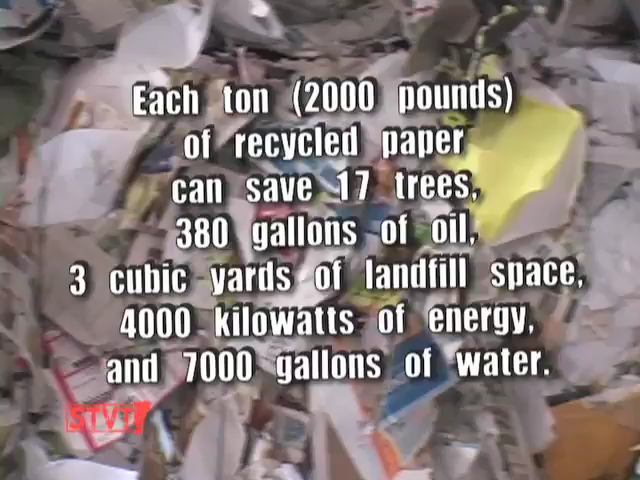 Each ton (2000 pounds)
of recycled paper
can save 17 trees,
380 gallons of oil,
3 cubic yards of landfill space,
4000 kilowatts of energy,
and 7000 gallons of water.
STVT